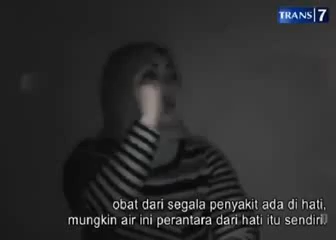 TRANS 7
obat dari segala penyakit ada di hati,
mungkin air ini perantara dari hati itu sendiri